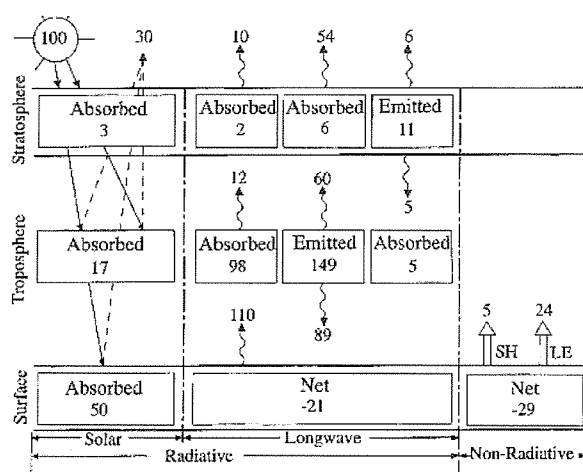 100
30
10
54
6
Stratosphere
Absorbed
3
Absorbed
2
Absorbed
6
Emitted
11
12
60
5
Troposphere
Absorbed
17
Absorbed
98
Emitted
149
Absorbed
5
110
89
5
24
SH
LE
Surface
Absorbed
50
Net
-21
Net
-29
Solar
Longwave
Radiative
Non-Radiative